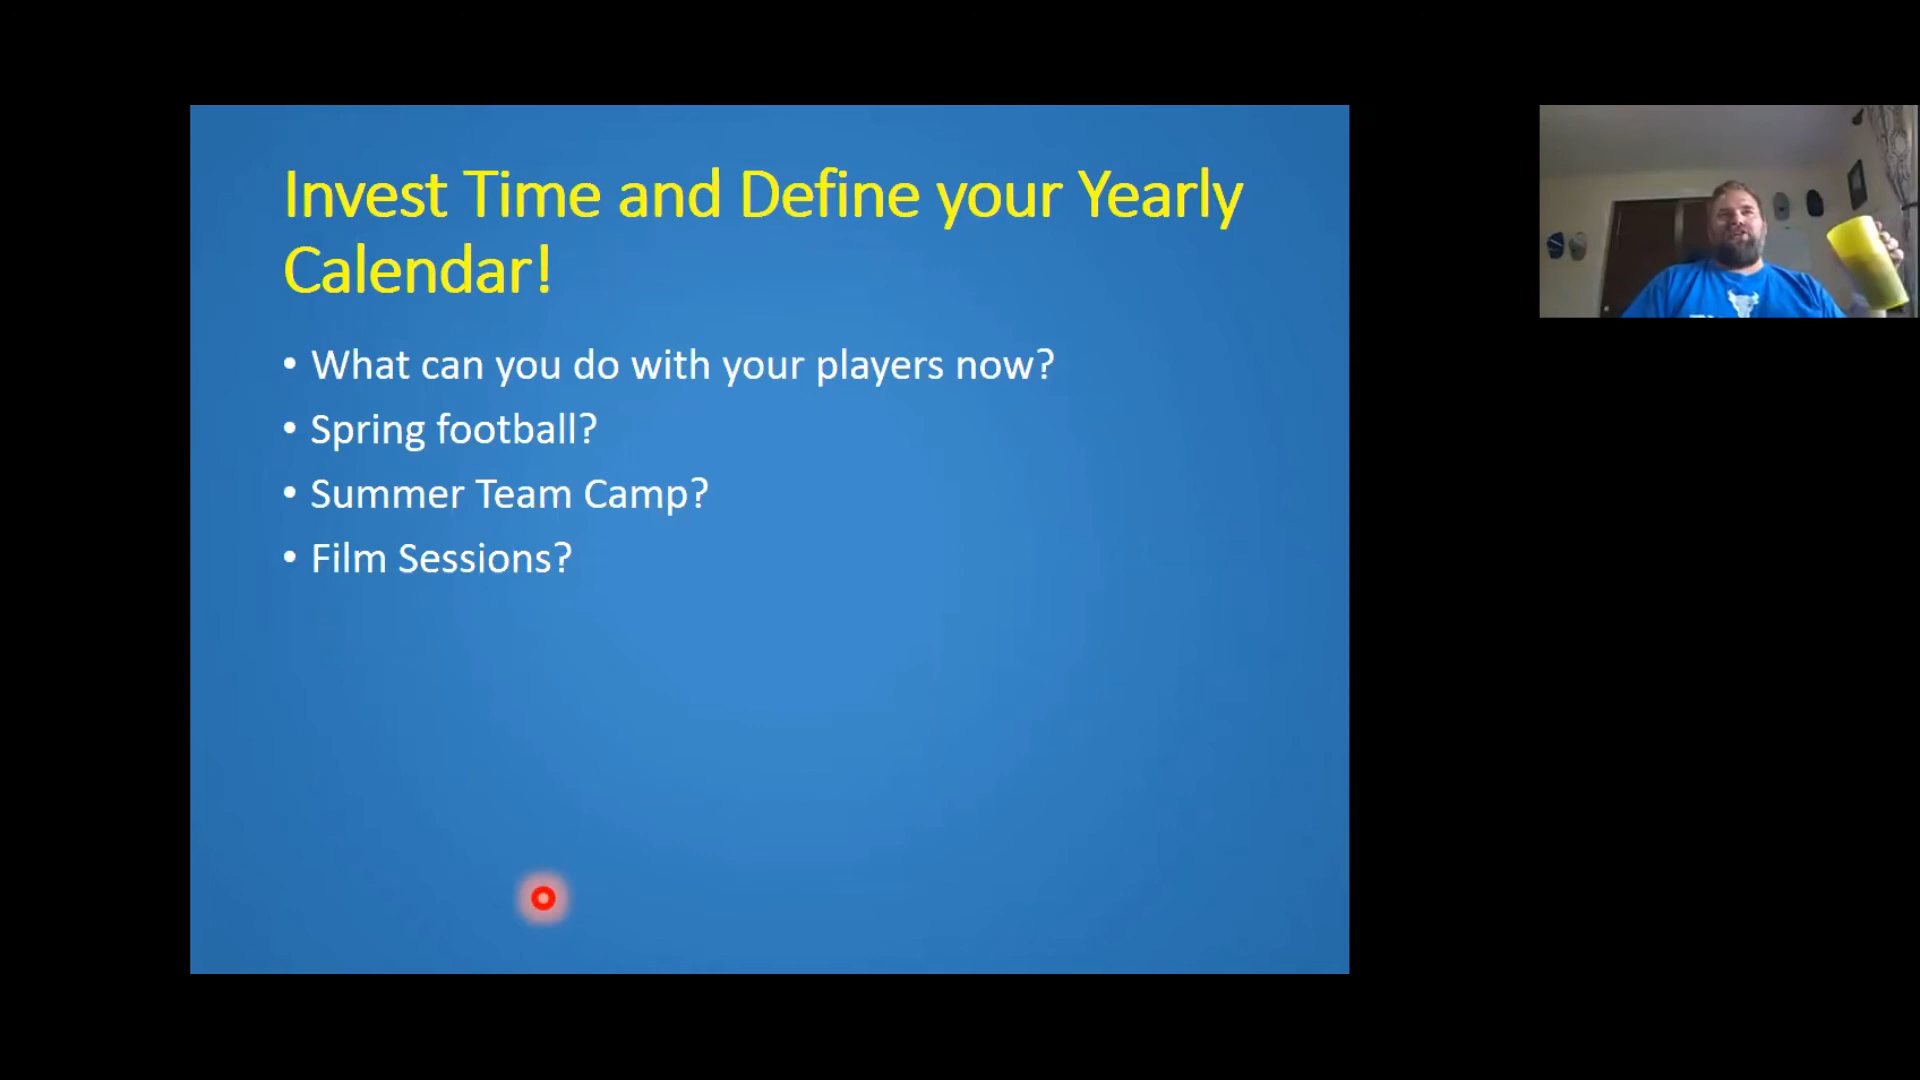 Invest Time and Define your Yearly
Calendar!
• What can you do with your players now?
• Spring football?
• Summer Team Camp?
• Film Sessions?